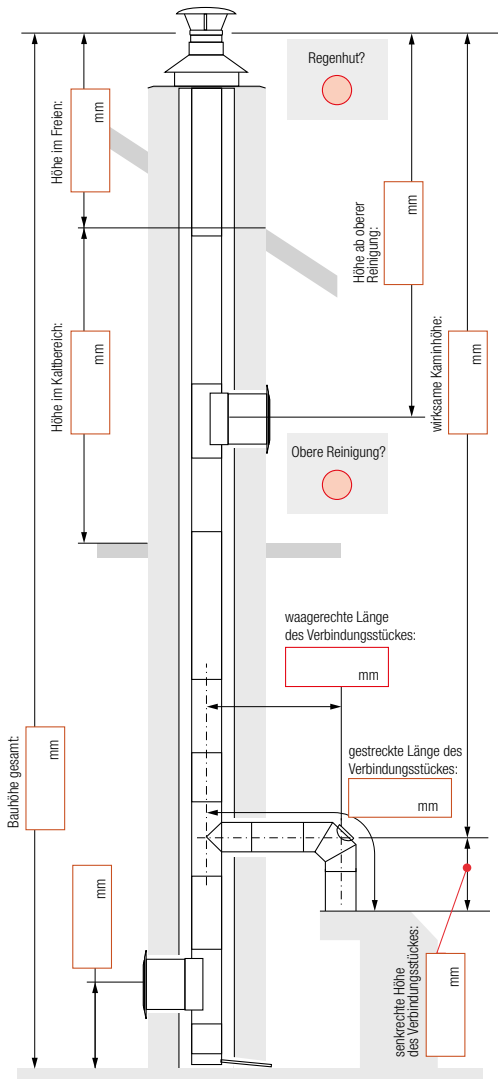 Regenhut?
Höhe im Freien:
mm
Höhe ab oberer
Reinigung:
mm
Höhe im Kaltbereich:
mm
wirksame Kaminhöhe:
mm
Obere Reinigung?
waagerechte Länge
des Verbindungsstückes:
mm
gestreckte Länge des
Verbindungsstückes:
mm
Bauhöhe gesamt:
mm
mm
senkrechte Höhe
des Verbindungsstückes:
mm